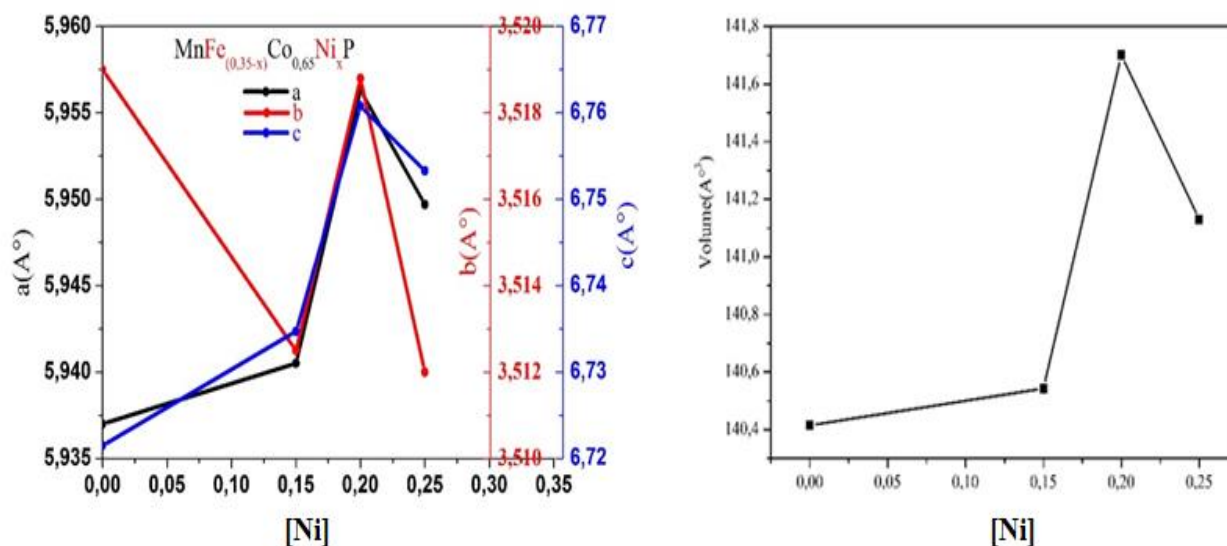 MnFe(0,35-x)Co0,65NixP
a
b
c
5,960
5,955
5,950
5,945
5,940
5,935
a(A°)
3,520
3,518
3,516
3,514
3,512
3,510
b(A°)
6,77
6,76
6,75
6,74
6,73
6,72
c(A°)
0,00 0,05 0,10 0,15 0,20 0,25 0,30 0,35
[Ni]
141,8
141,6
141,4
141,2
141,0
140,8
140,6
140,4
Volume(A°³)
0,00 0,05 0,10 0,15 0,20 0,25
[Ni]